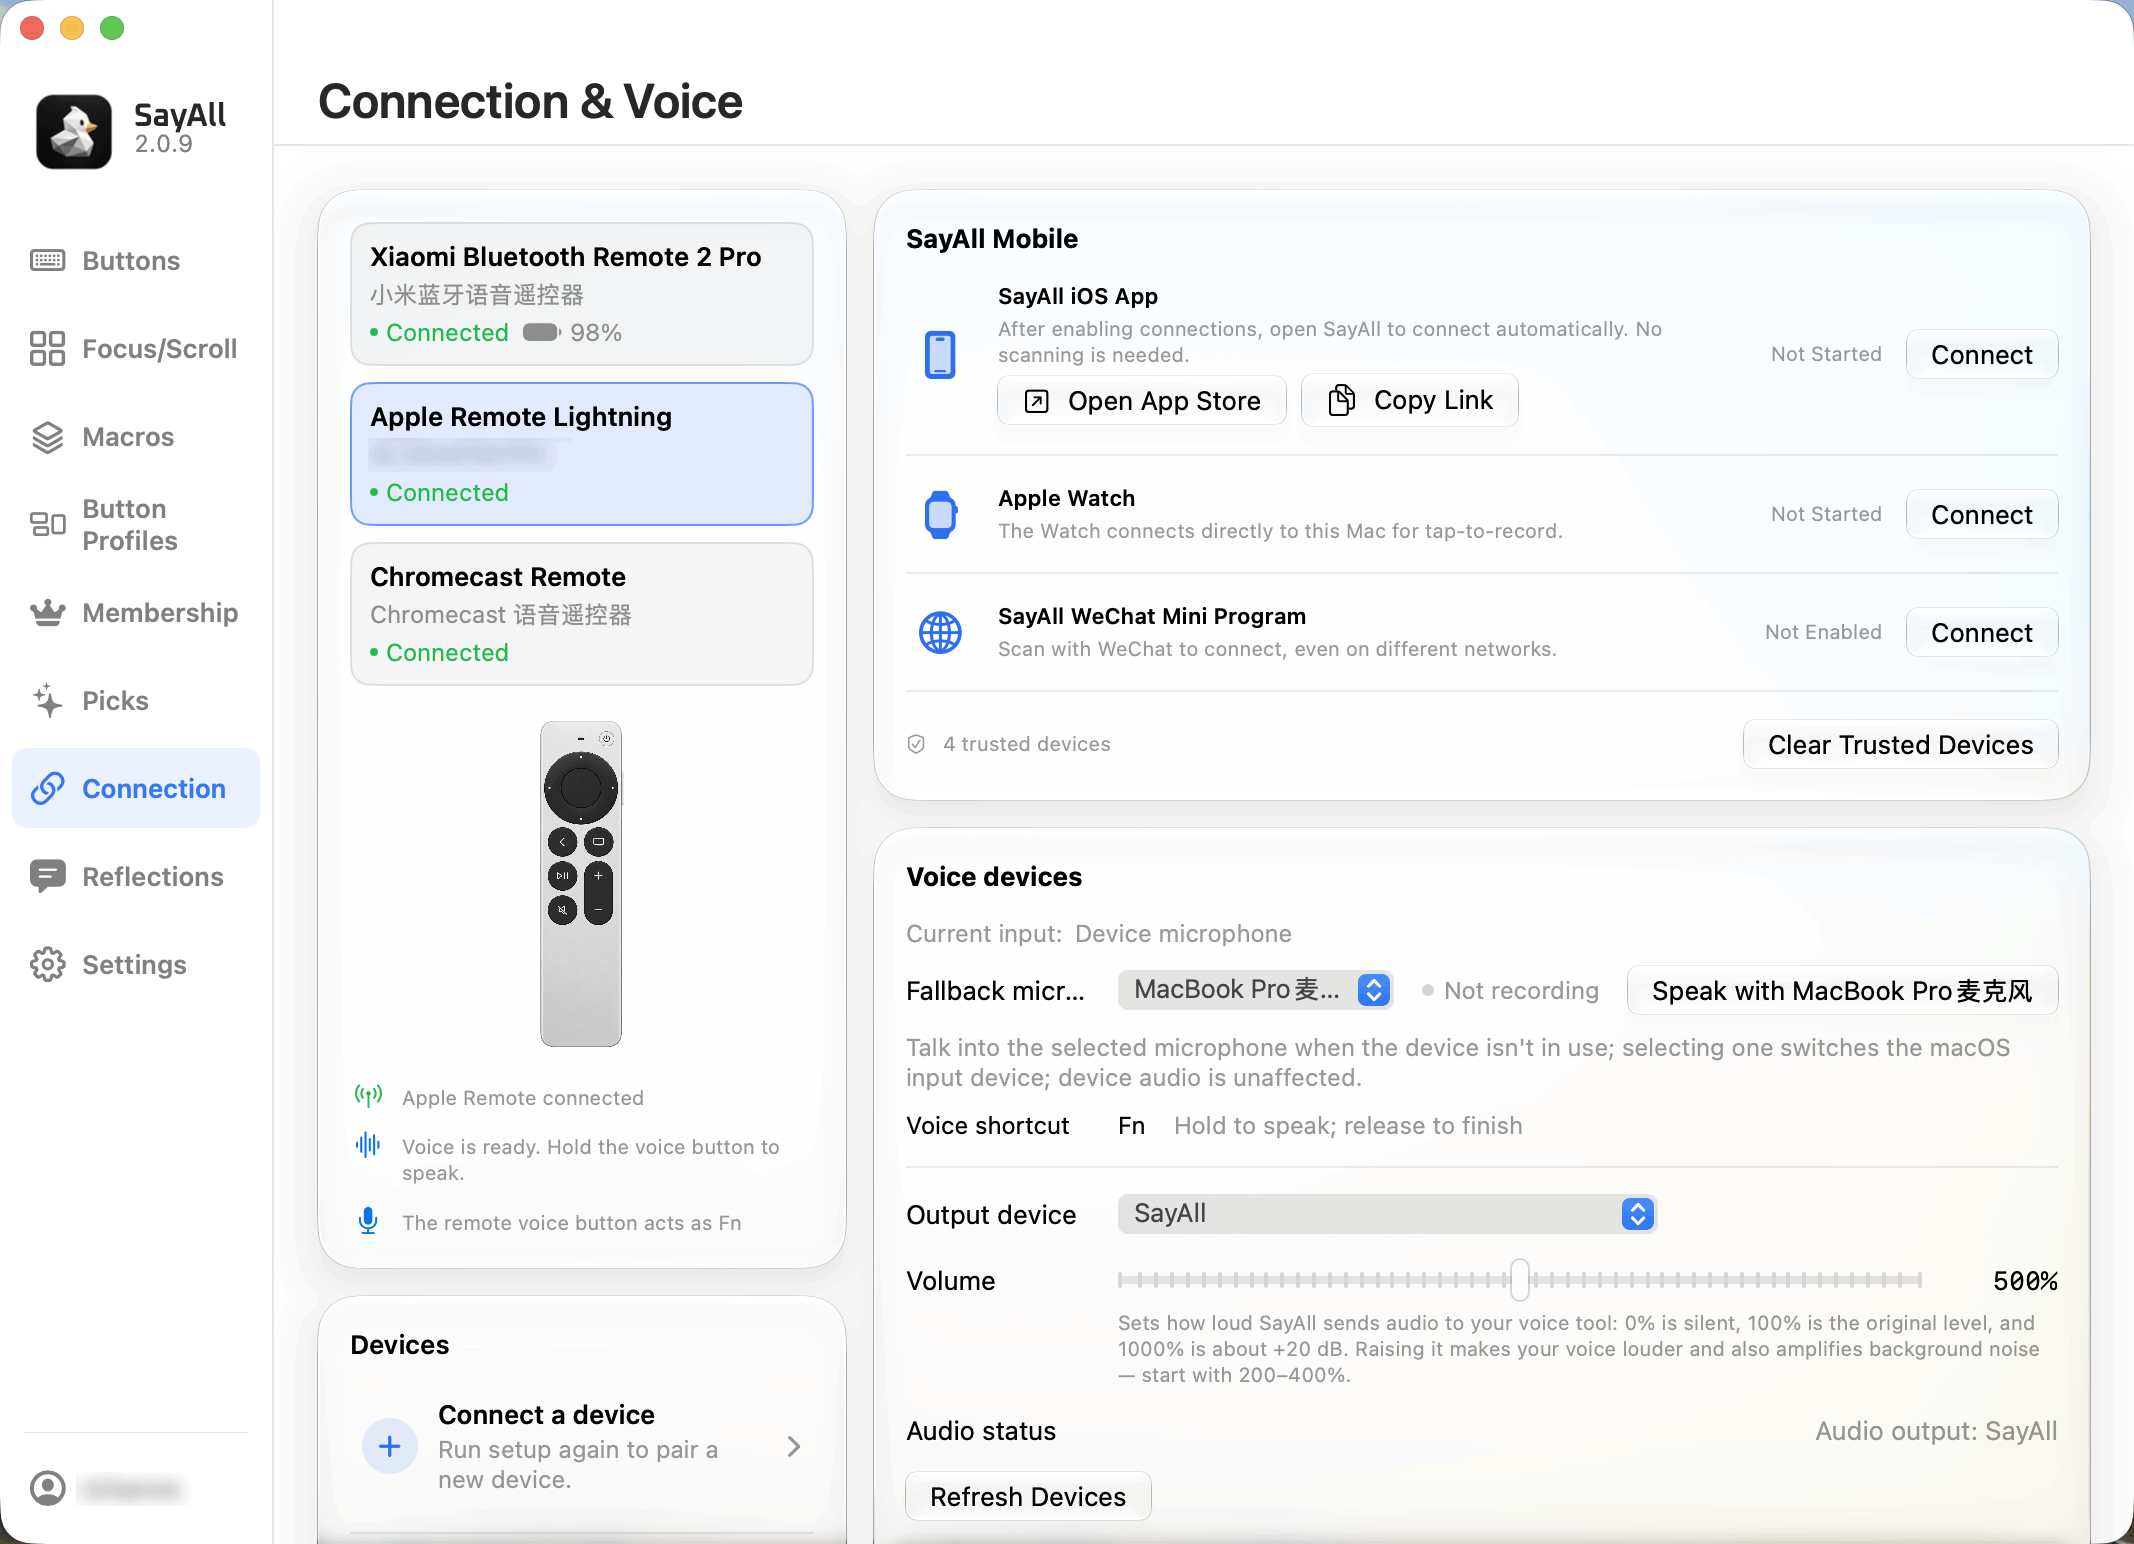 SayAll
2.0.9
Buttons
Focus/Scroll
Macros
Button
Profiles
Membership
Picks
Connection
Reflections
Settings
Connection & Voice
Xiaomi Bluetooth Remote 2 Pro
小米蓝牙语音遥控器
Connected 98%
Apple Remote Lightning
Connected
Chromecast Remote
Chromecast 语音遥控器
Connected
Apple Remote connected
Voice is ready. Hold the voice button to
speak.
The remote voice button acts as Fn
Devices
Connect a device
Run setup again to pair a
new device.
SayAll Mobile
SayAll iOS App
After enabling connections, open SayAll to connect automatically. No
scanning is needed.
Open App Store
Copy Link
Not Started
Connect
Apple Watch
The Watch connects directly to this Mac for tap-to-record.
Not Started
Connect
SayAll WeChat Mini Program
Scan with WeChat to connect, even on different networks.
Not Enabled
Connect
4 trusted devices
Clear Trusted Devices
Voice devices
Current input: Device microphone
Fallback micr...
MacBook Pro麦...
Not recording
Speak with MacBook Pro麦克风
Talk into the selected microphone when the device isn't in use; selecting one switches the macOS
input device; device audio is unaffected.
Voice shortcut Fn Hold to speak; release to finish
Output device SayAll
Volume 500%
Sets how loud SayAll sends audio to your voice tool: 0% is silent, 100% is the original level, and
1000% is about +20 dB. Raising it makes your voice louder and also amplifies background noise
— start with 200–400%.
Audio status Audio output: SayAll
Refresh Devices